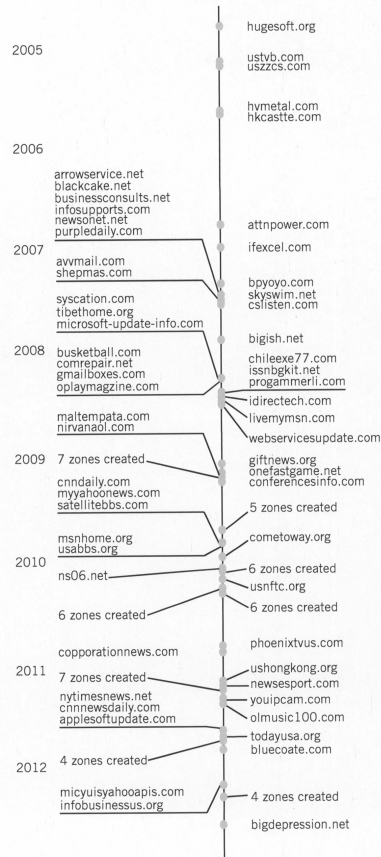 hugesoft.org
2005
ustvb.com
uszzcs.com
hvmetal.com
hkcastte.com
2006
arrowservice.net
blackcake.net
businessconsults.net
infosupports.com
newsonet.net
purpledaily.com
attnpower.com
2007
ifexcel.com
avvmail.com
shepmas.com
bpyoyo.com
skyswim.net
cslisten.com
syscation.com
tibethome.org
microsoft-update-info.com
bigish.net
2008
busketball.com
comrepair.net
gmailboxes.com
oplaymagzine.com
chileexe77.com
issnbgkit.net
progammerli.com
idirectech.com
livemymsn.com
webservicesupdate.com
maltempata.com
nirvanaol.com
2009
7 zones created
giftnews.org
onefastgame.net
conferencesinfo.com
cnndaily.com
myyahoonews.com
satellitebbs.com
5 zones created
msnhome.org
usabbs.org
cometoway.org
2010
ns06.net
6 zones created
usnftc.org
6 zones created
6 zones created
phoenixtvus.com
copporationnews.com
2011
ushongkong.org
7 zones created
newsesport.com
nytimesnews.net
cnnnewsdaily.com
applesoftupdate.com
youipcam.com
olmusic100.com
todayusa.org
bluecoate.com
4 zones created
2012
micyuisyahooapis.com
infobusinessus.org
4 zones created
bigdepression.net